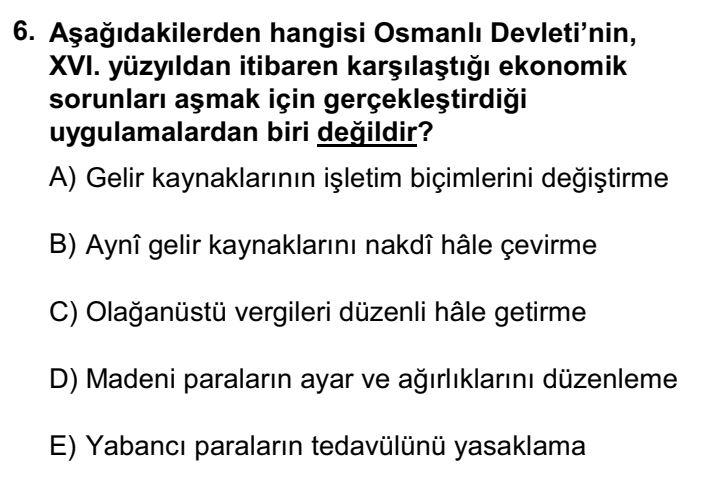 6. Aşağıdakilerden hangisi Osmanlı Devleti’nin,
XVI. yüzyıldan itibaren karşılaştığı ekonomik
sorunları aşmak için gerçekleştirdiği
uygulamalardan biri değildir?
A) Gelir kaynaklarının işletim biçimlerini değiştirme
B) Aynî gelir kaynaklarını nakdî hâle çevirme
C) Olağanüstü vergileri düzenli hâle getirme
D) Madeni paraların ayar ve ağırlıklarını düzenleme
E) Yabancı paraların tedavülünü yasaklama